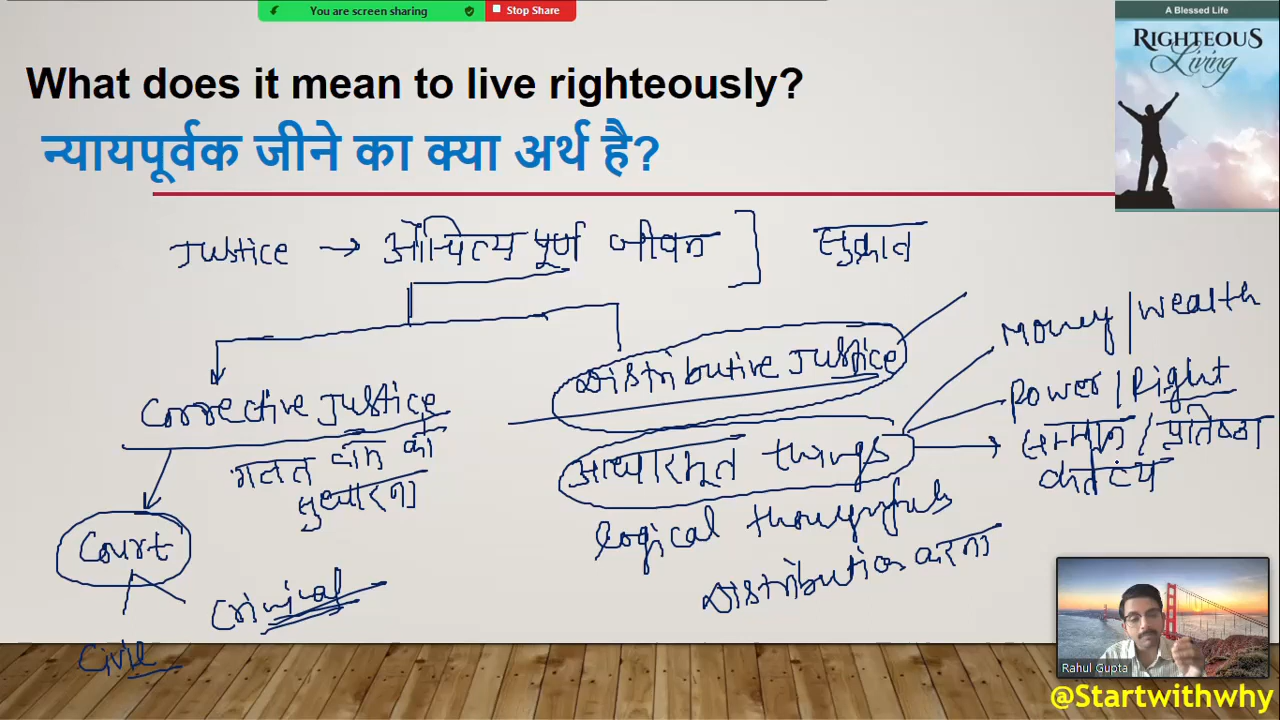 You are screen sharing
Stop Share
A Blessed Life
RIGHTEOUS
Living
What does it mean to live righteously?
न्यायपूर्वक जीने का क्या अर्थ है?
Justice → औचित्य पूर्ण जीवन ] सुकरात
Money/Wealth
Distributive Justice
Power/Right
Corrective Justice
सम्मान/प्रतिष्ठा
गलत काम को
आधारभूत things
कर्तव्य
सुधारना
logical
Court
Distribution करना
Criminal
Civil
Rahul Gupta
@Startwithwhy